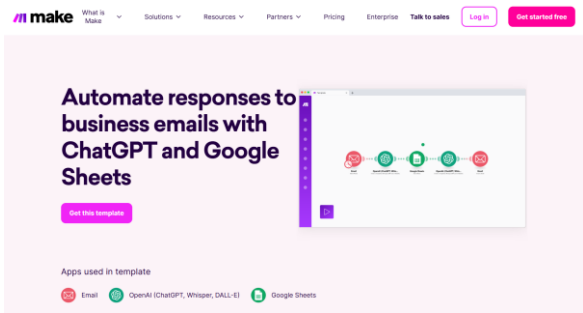 make
What is
Make
Solutions
Resources
Partners
Pricing
Enterprise
Talk to sales
Log in
Get started free
Automate responses to
business emails with
ChatGPT and Google
Sheets
Get this template
Apps used in template
Email
OpenAI (ChatGPT, Whisper, DALL-E)
Google Sheets